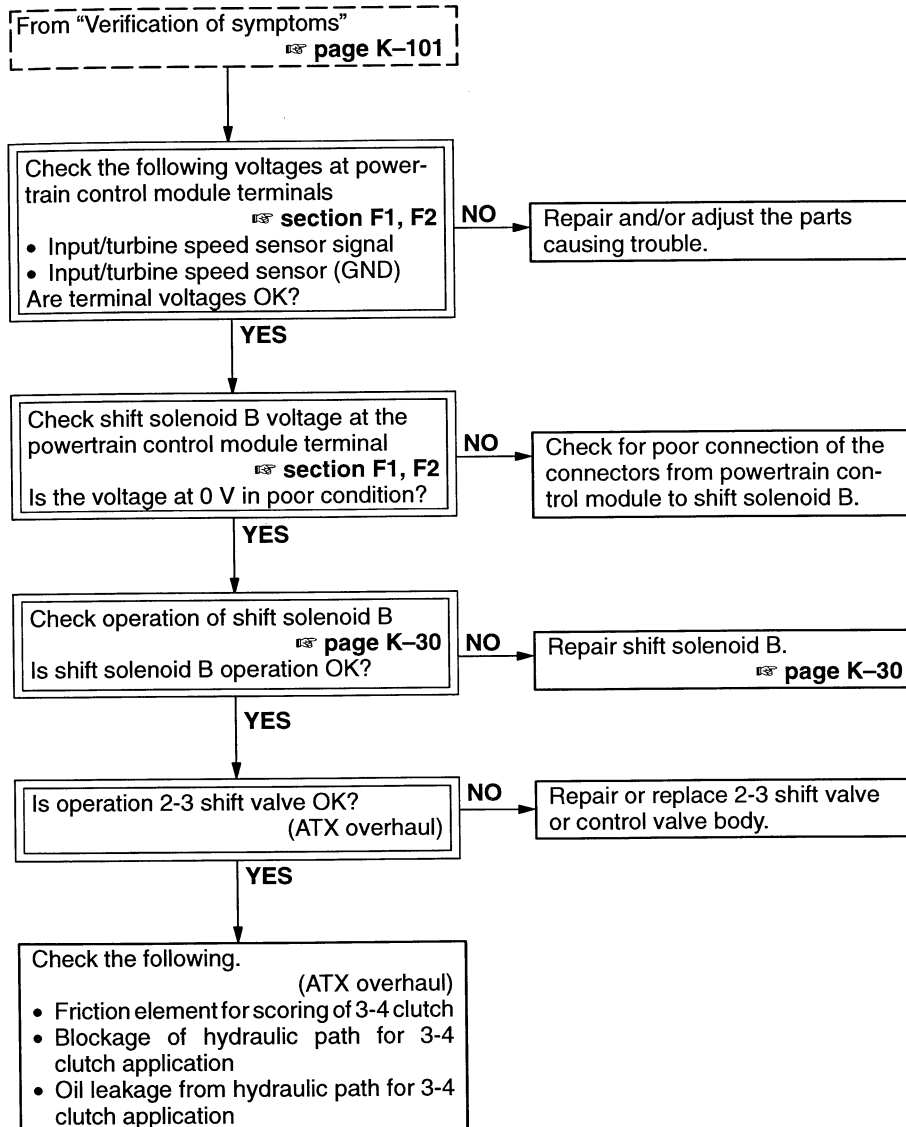 From “Verification of symptoms”
☞ page K–101
Check the following voltages at power-
train control module terminals
☞ section F1, F2
• Input/turbine speed sensor signal
• Input/turbine speed sensor (GND)
Are terminal voltages OK?
NO
Repair and/or adjust the parts
causing trouble.
YES
Check shift solenoid B voltage at the
powertrain control module terminal
☞ section F1, F2
Is the voltage at 0 V in poor condition?
NO
Check for poor connection of the
connectors from powertrain con-
trol module to shift solenoid B.
YES
Check operation of shift solenoid B
☞ page K–30
Is shift solenoid B operation OK?
NO
Repair shift solenoid B.
☞ page K–30
YES
Is operation 2-3 shift valve OK?
(ATX overhaul)
NO
Repair or replace 2-3 shift valve
or control valve body.
YES
Check the following.
(ATX overhaul)
• Friction element for scoring of 3-4 clutch
• Blockage of hydraulic path for 3-4
clutch application
• Oil leakage from hydraulic path for 3-4
clutch application